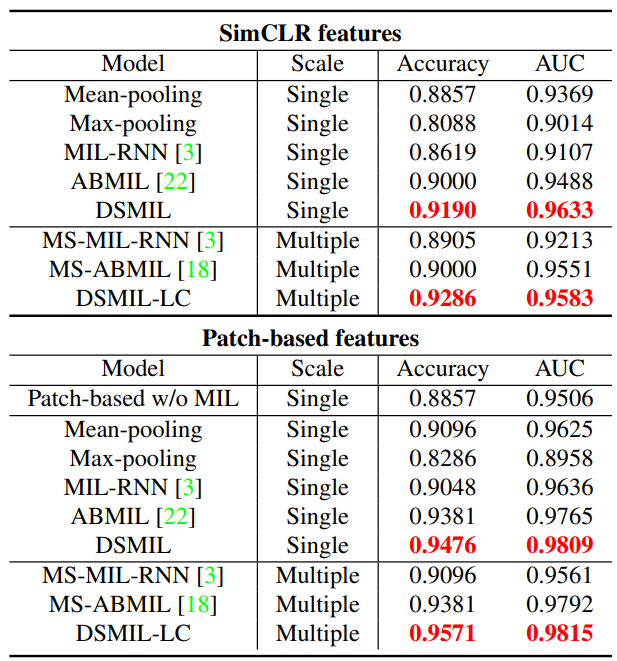 SimCLR features
Model Scale Accuracy AUC
Mean-pooling Single 0.8857 0.9369
Max-pooling Single 0.8088 0.9014
MIL-RNN [3] Single 0.8619 0.9107
ABMIL [22] Single 0.9000 0.9488
DSMIL Single 0.9190 0.9633
MS-MIL-RNN [3] Multiple 0.8905 0.9213
MS-ABMIL [18] Multiple 0.9000 0.9551
DSMIL-LC Multiple 0.9286 0.9583
Patch-based features
Model Scale Accuracy AUC
Patch-based w/o MIL Single 0.8857 0.9506
Mean-pooling Single 0.9096 0.9625
Max-pooling Single 0.8286 0.8958
MIL-RNN [3] Single 0.9048 0.9636
ABMIL [22] Single 0.9381 0.9765
DSMIL Single 0.9476 0.9809
MS-MIL-RNN [3] Multiple 0.9096 0.9561
MS-ABMIL [18] Multiple 0.9381 0.9792
DSMIL-LC Multiple 0.9571 0.9815